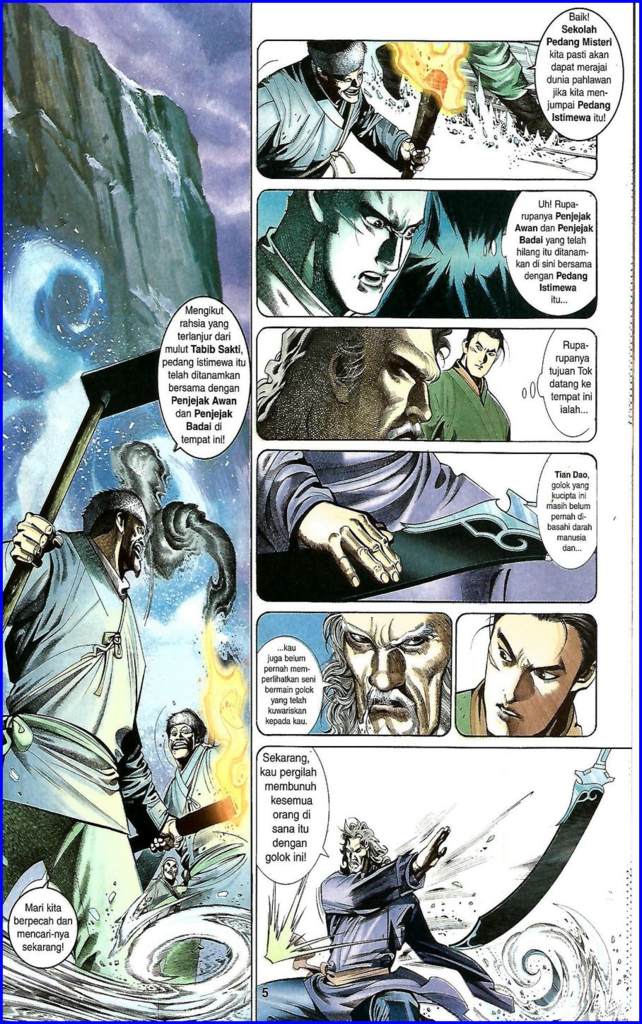 Mengikut
rahsia yang
terlanjur dari
mulut Tabib Sakti,
pedang istimewa itu
telah ditanamkan
bersama dengan
Penjejak Awan
dan Penjejak
Badai di
tempat ini!
Mari kita
berpecah dan
mencari-nya
sekarang!
Baik!
Sekolah
Pedang Misteri
kita pasti akan
dapat merajai
dunia pahlawan
jika kita men-
jumpai Pedang
Istimewa itu!
Uh! Rupa-
rupanya Penjejak
Awan dan Penjejak
Badai yang telah
hilang itu ditanam-
kan di sini bersama
dengan Pedang
Istimewa
itu...
Rupa-
rupanya
tujuan Tok
datang ke
tempat ini
ialah...
Tian Dao,
golok yang
kucipta ini
masih belum
pernah di-
basahi darah
manusia
dan...
...kau
juga belum
pernah mem-
perlihatkan seni
bermain golok
yang telah
kuwariskan
kepada kau.
Sekarang,
kau pergilah
membunuh
kesemua
orang di
sana itu
dengan
golok ini!
5